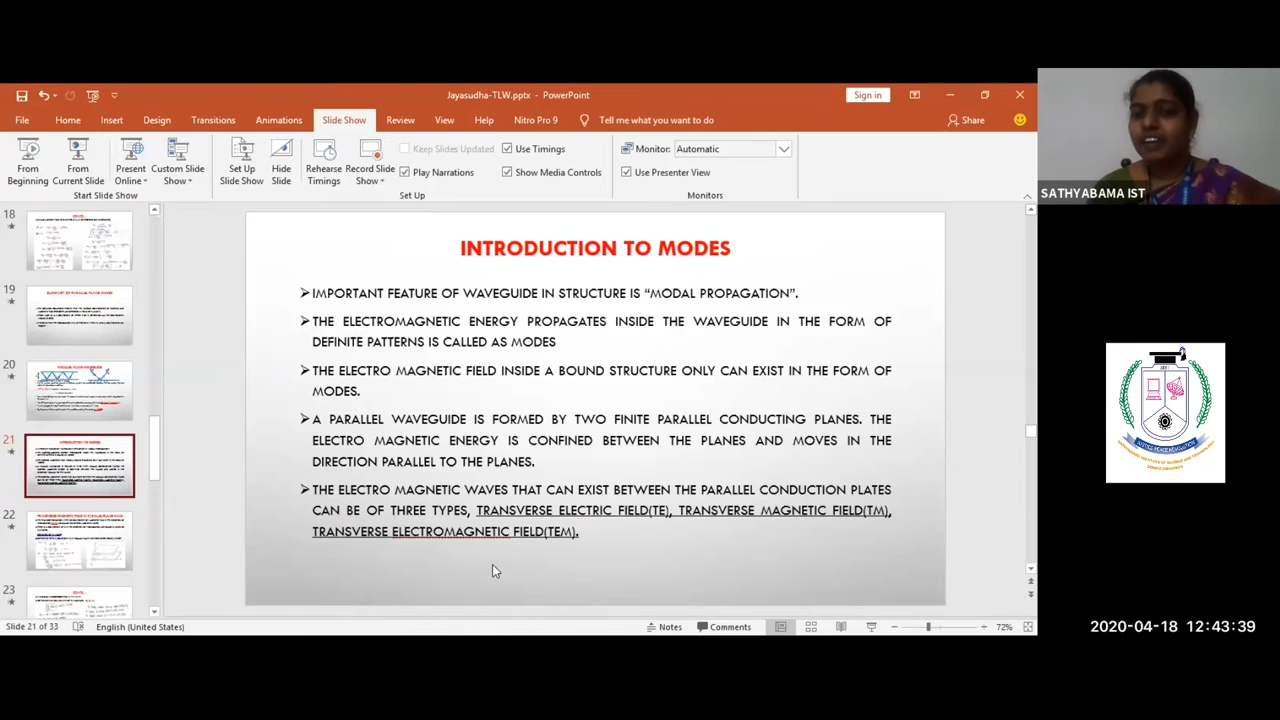 Jayasudha-TLW.pptx - PowerPoint
Sign in
File Home Insert Design Transitions Animations Slide Show Review View Help Nitro Pro 9 Tell me what you want to do Share
From Beginning
From Current Slide
Present Online
Custom Slide Show
Set Up Slide Show
Hide Slide
Rehearse Timings
Record Slide Show
Keep Slides Updated
Play Narrations
Use Timings
Show Media Controls
Monitor: Automatic
Use Presenter View
Start Slide Show
Set Up
Monitors
SATHYABAMA IST
18
19
20
21
INTRODUCTION TO MODES
22
23
INTRODUCTION TO MODES
➢IMPORTANT FEATURE OF WAVEGUIDE IN STRUCTURE IS “MODAL PROPAGATION”.
➢THE ELECTROMAGNETIC ENERGY PROPAGATES INSIDE THE WAVEGUIDE IN THE FORM OF
DEFINITE PATTERNS IS CALLED AS MODES
➢THE ELECTRO MAGNETIC FIELD INSIDE A BOUND STRUCTURE ONLY CAN EXIST IN THE FORM OF
MODES.
➢A PARALLEL WAVEGUIDE IS FORMED BY TWO FINITE PARALLEL CONDUCTING PLANES. THE
ELECTRO MAGNETIC ENERGY IS CONFINED BETWEEN THE PLANES AND MOVES IN THE
DIRECTION PARALLEL TO THE PLANES.
➢THE ELECTRO MAGNETIC WAVES THAT CAN EXIST BETWEEN THE PARALLEL CONDUCTION PLATES
CAN BE OF THREE TYPES, TRANSVERSE ELECTRIC FIELD(TE), TRANSVERSE MAGNETIC FIELD(TM),
TRANSVERSE ELECTROMAGNETIC FIELD(TEM).
Slide 21 of 33 English (United States) Notes Comments 72%
2020-04-18 12:43:39